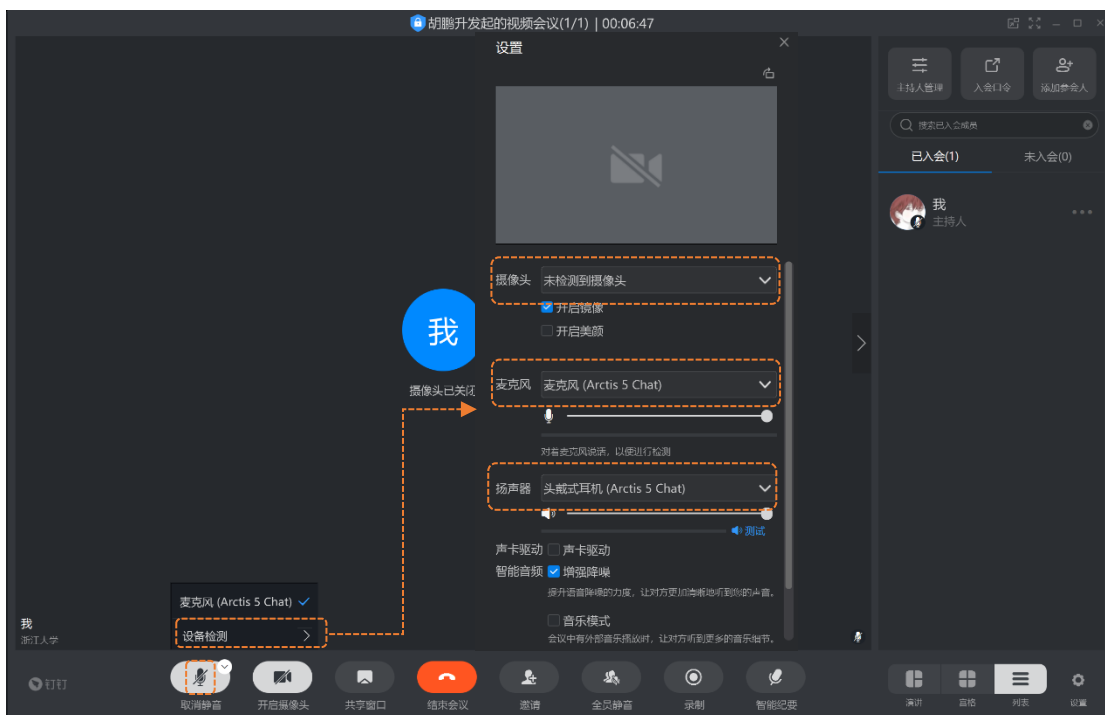 胡鹏升发起的视频会议(1/1) | 00:06:47
设置
摄像头 未检测到摄像头
开启镜像
开启美颜
麦克风 麦克风 (Arctis 5 Chat)
对着麦克风说话，以便进行检测
扬声器 头戴式耳机 (Arctis 5 Chat)
测试
声卡驱动 声卡驱动
智能音频 增强降噪
提升语音降噪的力度，让对方更加清晰地听到你的声音。
音乐模式
会议中有外部音乐播放时，让对方听到更多的音乐细节。
我
摄像头已关闭
主持人管理 入会口令 添加参会人
搜索已入会成员
已入会(1) 未入会(0)
我
主持人
麦克风 (Arctis 5 Chat)
设备检测
我
浙江大学
钉钉
取消静音 开启摄像头 共享窗口 结束会议 邀请 全员静音 录制 智能纪要
演讲 宫格 列表 设置